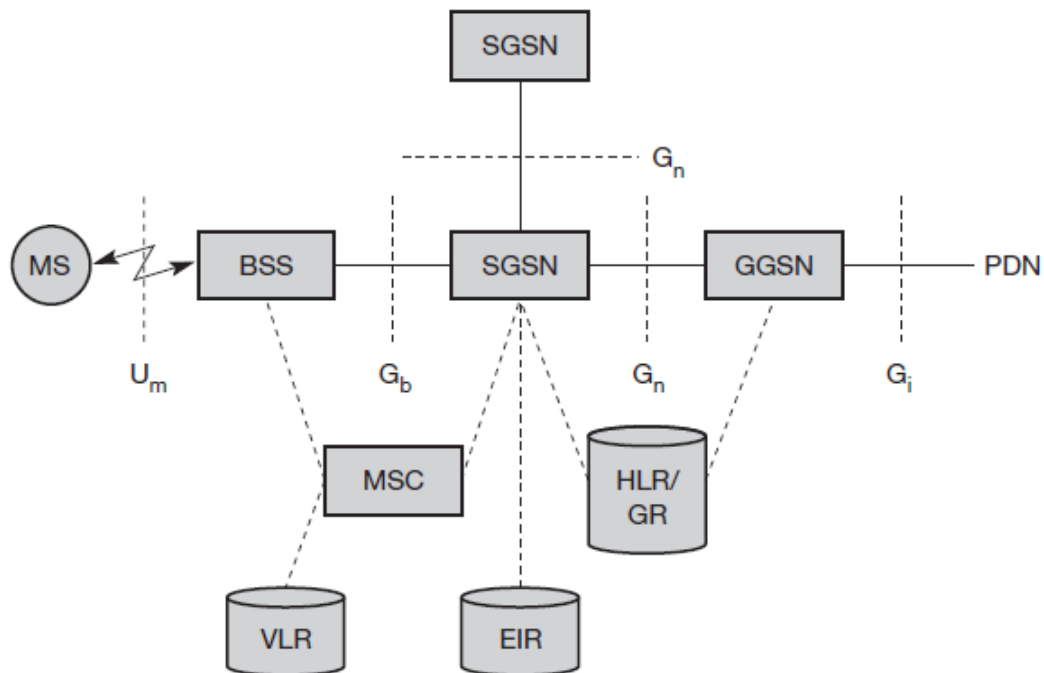 SGSN
Gn
MS
BSS
SGSN
GGSN
PDN
Um
Gb
Gn
Gi
MSC
HLR/
GR
VLR
EIR